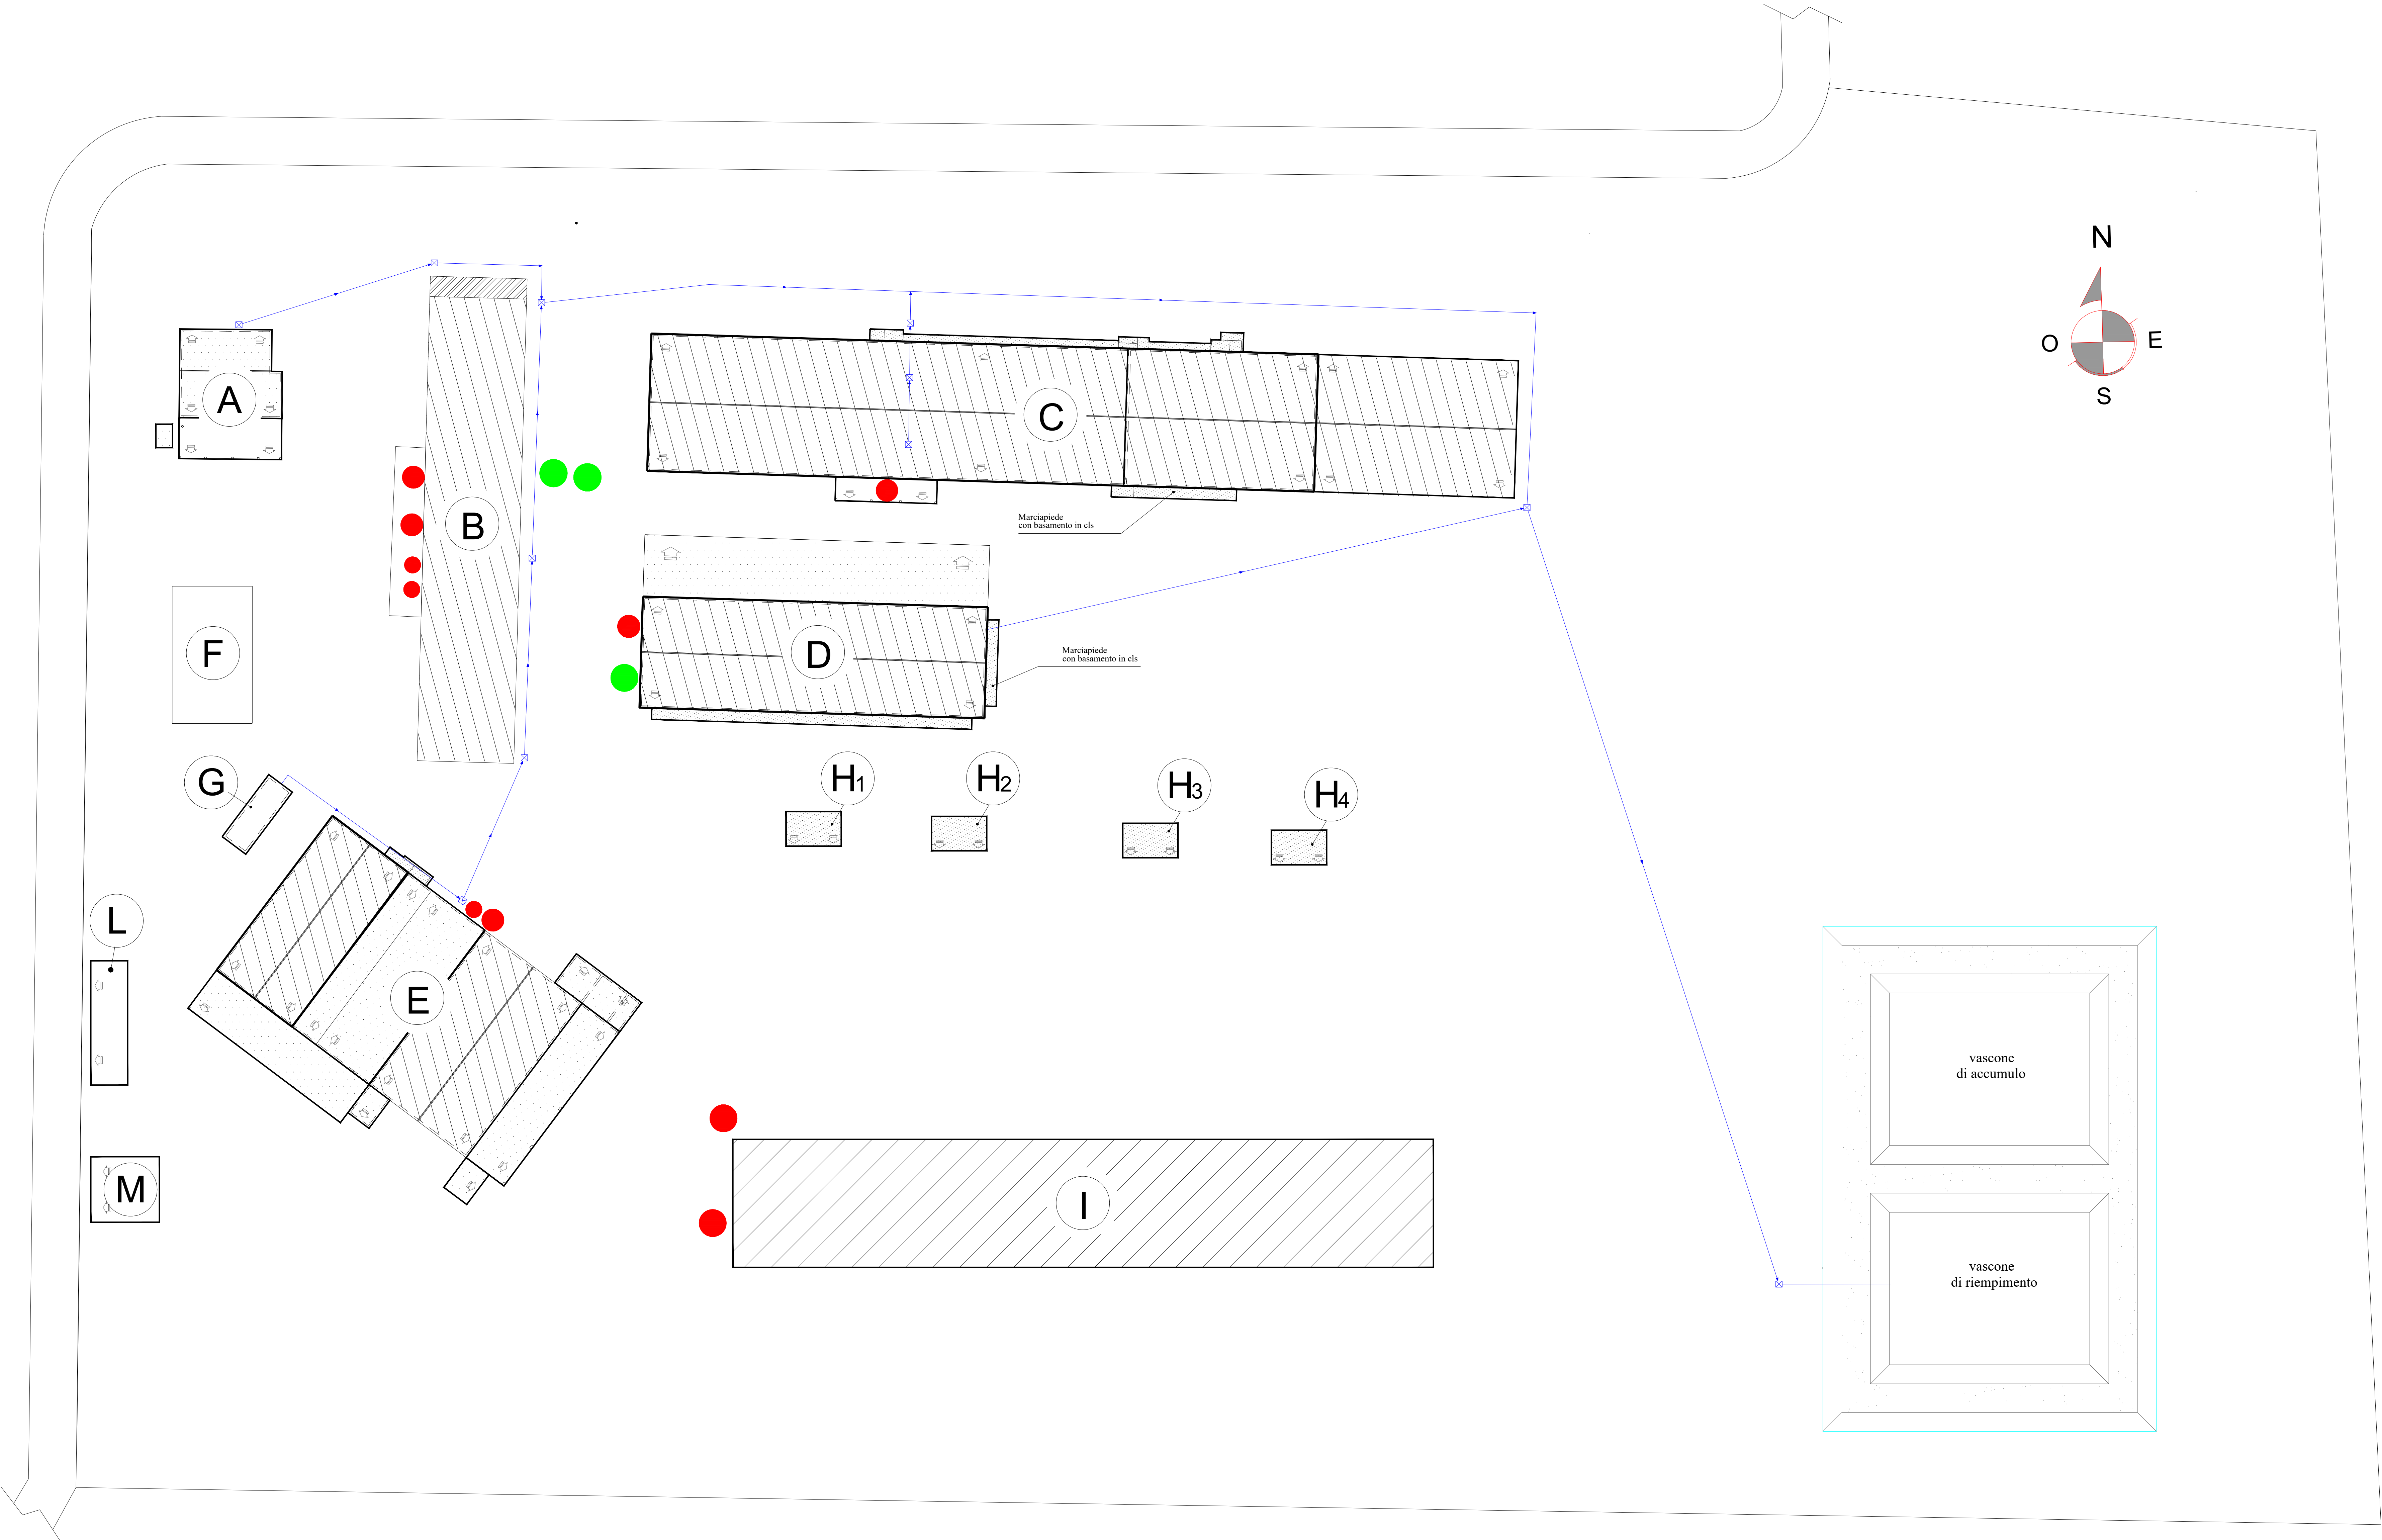 N
O
E
S
A
C
B
Marciapiede
con basamento in cls
F
D
Marciapiede
con basamento in cls
G
H1
H2
H3
H4
L
E
vascone
di accumulo
M
I
vascone
di riempimento